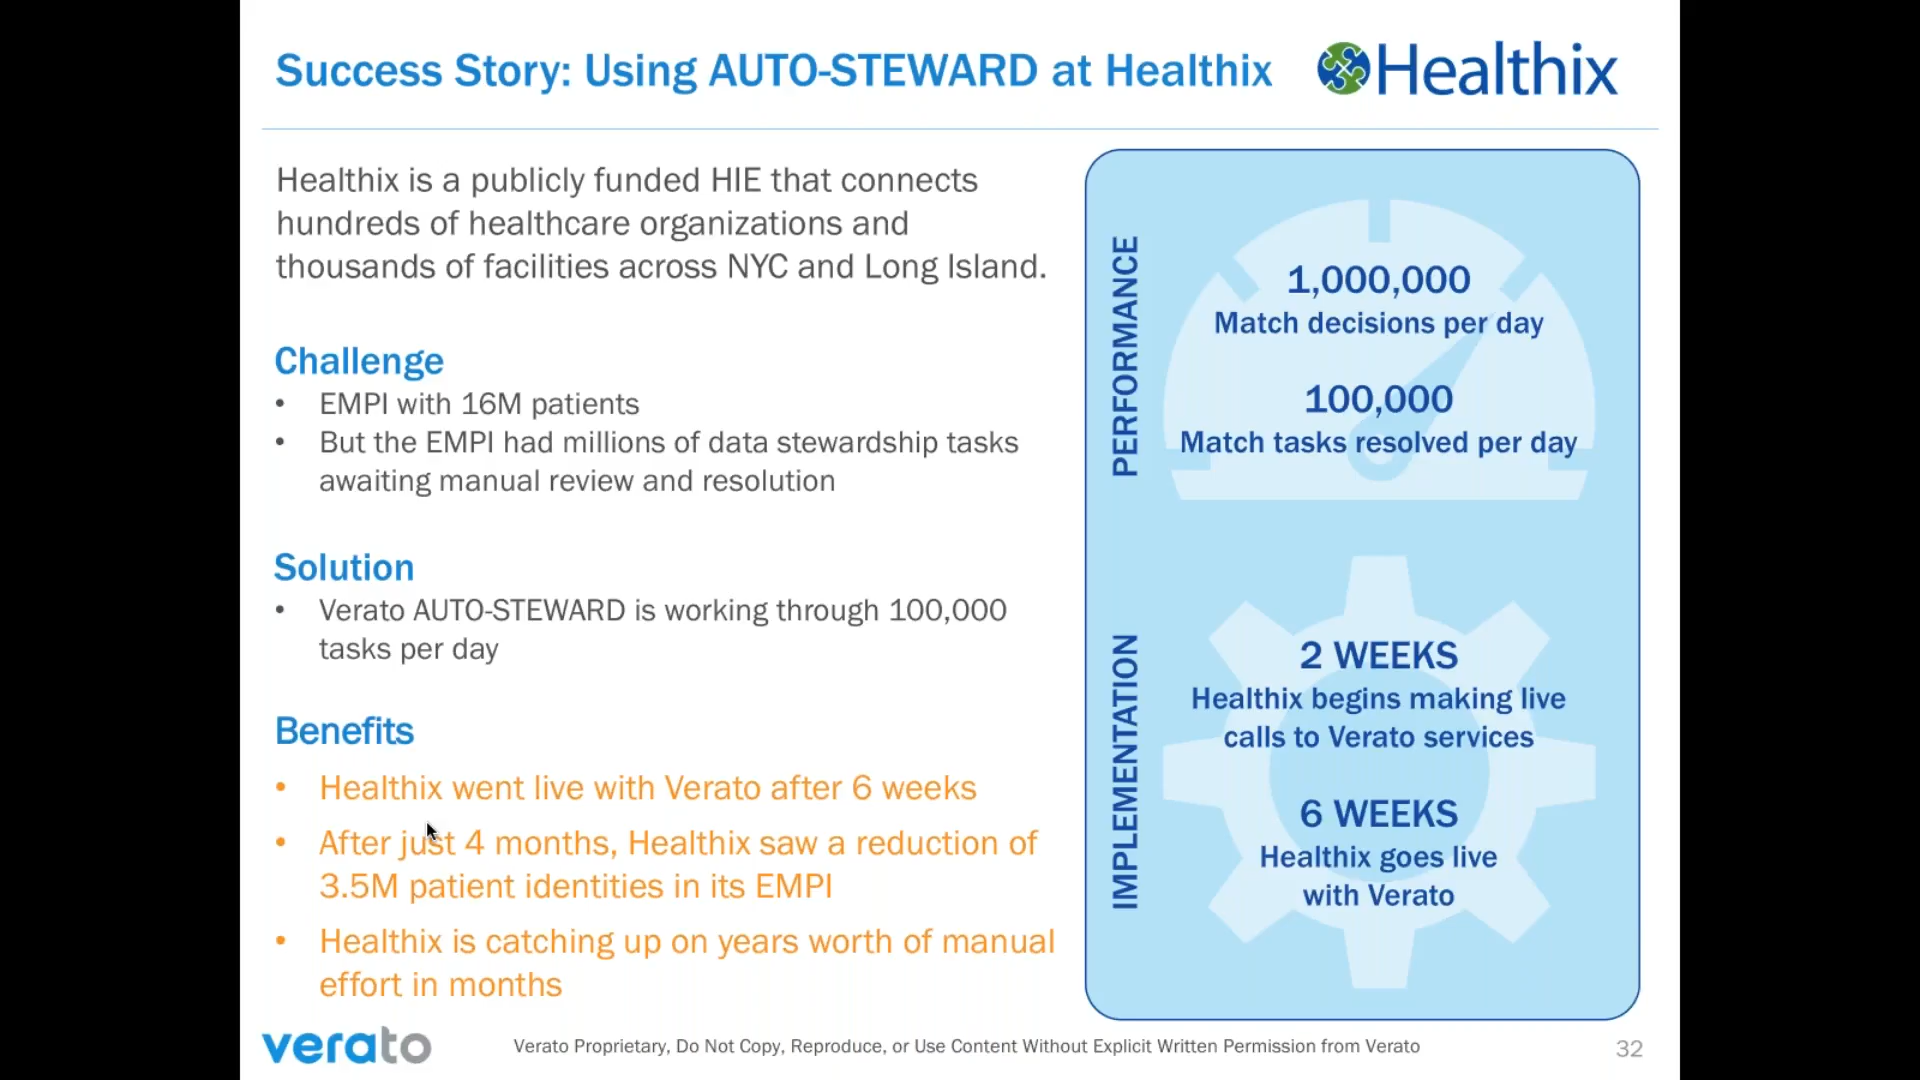 Success Story: Using AUTO-STEWARD at Healthix
Healthix
Healthix is a publicly funded HIE that connects
hundreds of healthcare organizations and
thousands of facilities across NYC and Long Island.
Challenge
• EMPI with 16M patients
• But the EMPI had millions of data stewardship tasks
awaiting manual review and resolution
Solution
• Verato AUTO-STEWARD is working through 100,000
tasks per day
Benefits
• Healthix went live with Verato after 6 weeks
• After just 4 months, Healthix saw a reduction of
3.5M patient identities in its EMPI
• Healthix is catching up on years worth of manual
effort in months
PERFORMANCE
1,000,000
Match decisions per day
100,000
Match tasks resolved per day
IMPLEMENTATION
2 WEEKS
Healthix begins making live
calls to Verato services
6 WEEKS
Healthix goes live
with Verato
verato
Verato Proprietary, Do Not Copy, Reproduce, or Use Content Without Explicit Written Permission from Verato
32